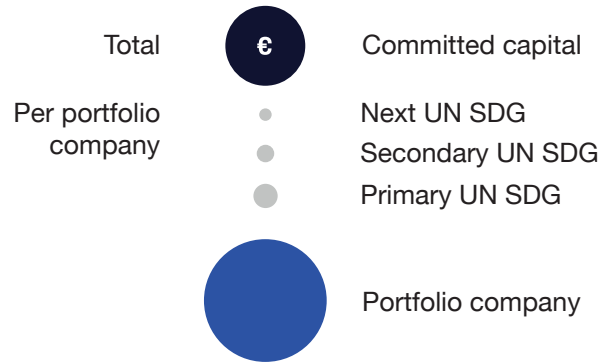 Total € Committed capital
Per portfolio Next UN SDG
company Secondary UN SDG
Primary UN SDG
Portfolio company